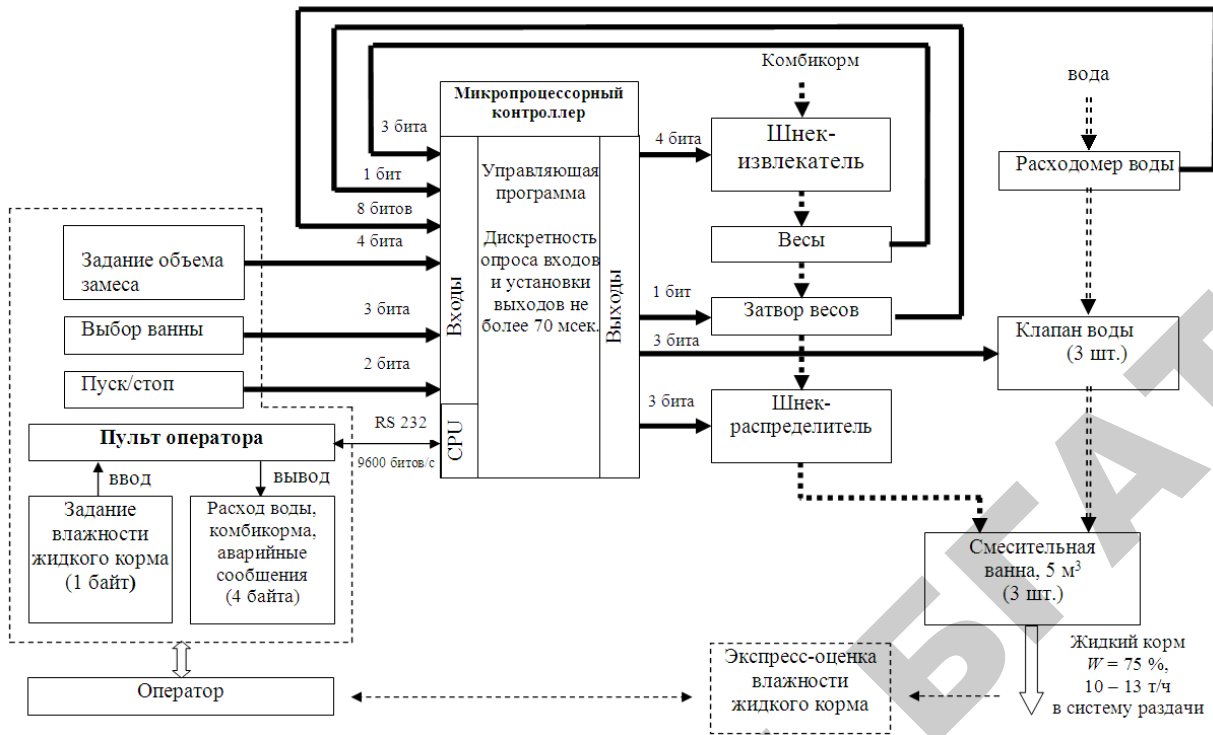 Комбикорм
вода
Микропроцессорный
контроллер
3 бита
1 бит
8 битов
4 бита
3 бита
2 бита
RS 232
9600 битов/с
Входы
CPU
Управляющая
программа
Дискретность
опроса входов
и установки
выходов не
более 70 мсек.
Выходы
4 бита
1 бит
3 бита
3 бита
Шнек-
извлекатель
Весы
Затвор весов
Шнек-
распределитель
Расходомер воды
Клапан воды
(3 шт.)
Смесительная
ванна, 5 м³
(3 шт.)
Жидкий корм
W = 75 %,
10 – 13 т/ч
в систему раздачи
Задание объема
замеса
Выбор ванны
Пуск/стоп
Пульт оператора
ввод
вывод
Задание
влажности
жидкого корма
(1 байт)
Расход воды,
комбикорма,
аварийные
сообщения
(4 байта)
Оператор
Экспресс-оценка
влажности
жидкого корма
БГАТ